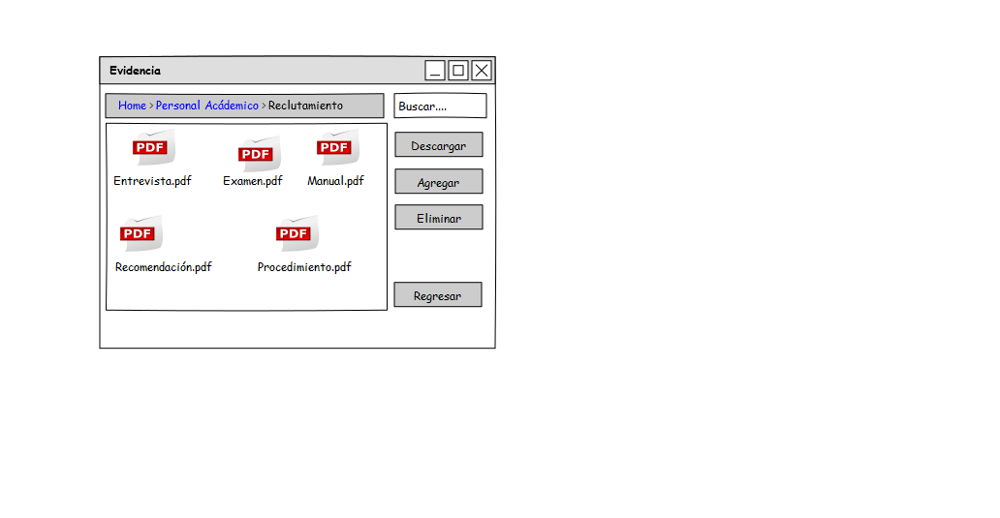 Evidencia
Home > Personal Acádemico > Reclutamiento
Buscar....
PDF
PDF
PDF
Entrevista.pdf
Examen.pdf
Manual.pdf
PDF
PDF
Recomendación.pdf
Procedimiento.pdf
Descargar
Agregar
Eliminar
Regresar